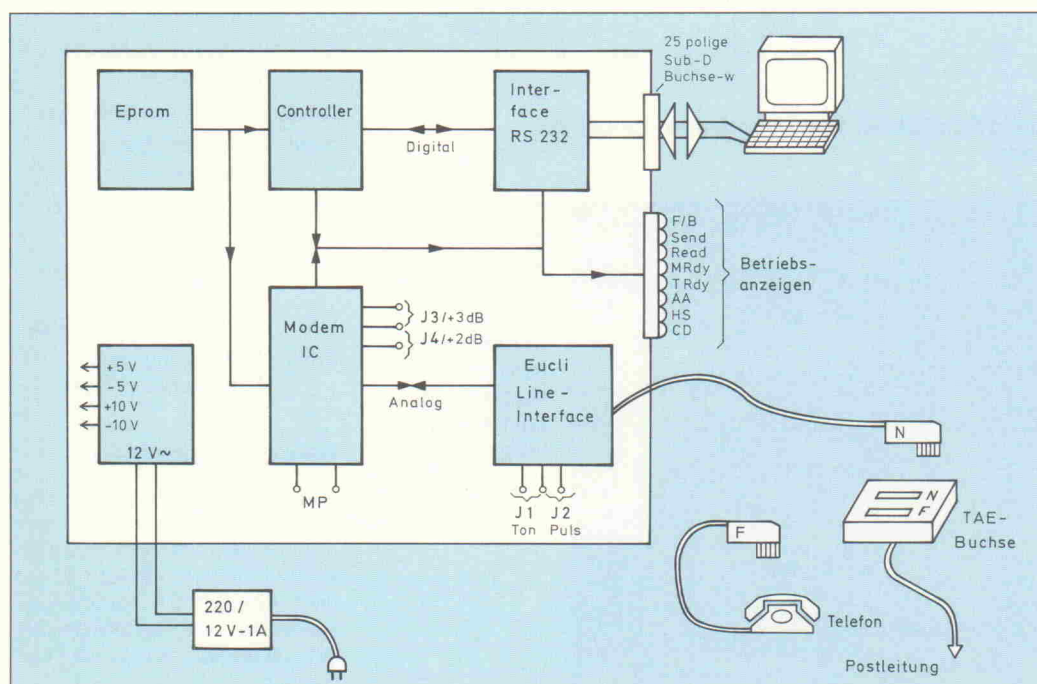 Eprom
Controller
Inter-
face
RS 232
Digital
25 polige
Sub-D
Buchse-w
F/B
Send
Read
MRdy
TRdy
AA
HS
CD
Betriebs-
anzeigen
Modem
IC
J3/+3dB
J4/+2dB
Analog
Eucli
Line-
Interface
+5 V
-5 V
+10 V
-10 V
12 V~
MP
J1
Ton
J2
Puls
N
N
F
TAE-
Buchse
F
Telefon
Postleitung
220 /
12 V-1A